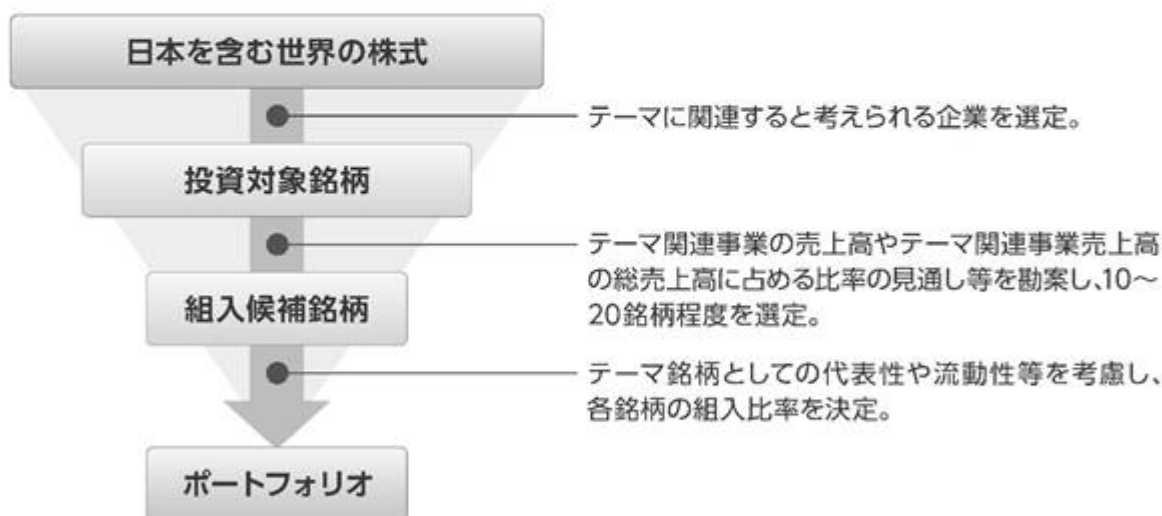 日本を含む世界の株式
テーマに関連すると考えられる企業を選定。
投資対象銘柄
テーマ関連事業の売上高やテーマ関連事業売上高
の総売上高に占める比率の見通し等を勘案し、10〜
20銘柄程度を選定。
組入候補銘柄
テーマ銘柄としての代表性や流動性等を考慮し、
各銘柄の組入比率を決定。
ポートフォリオ